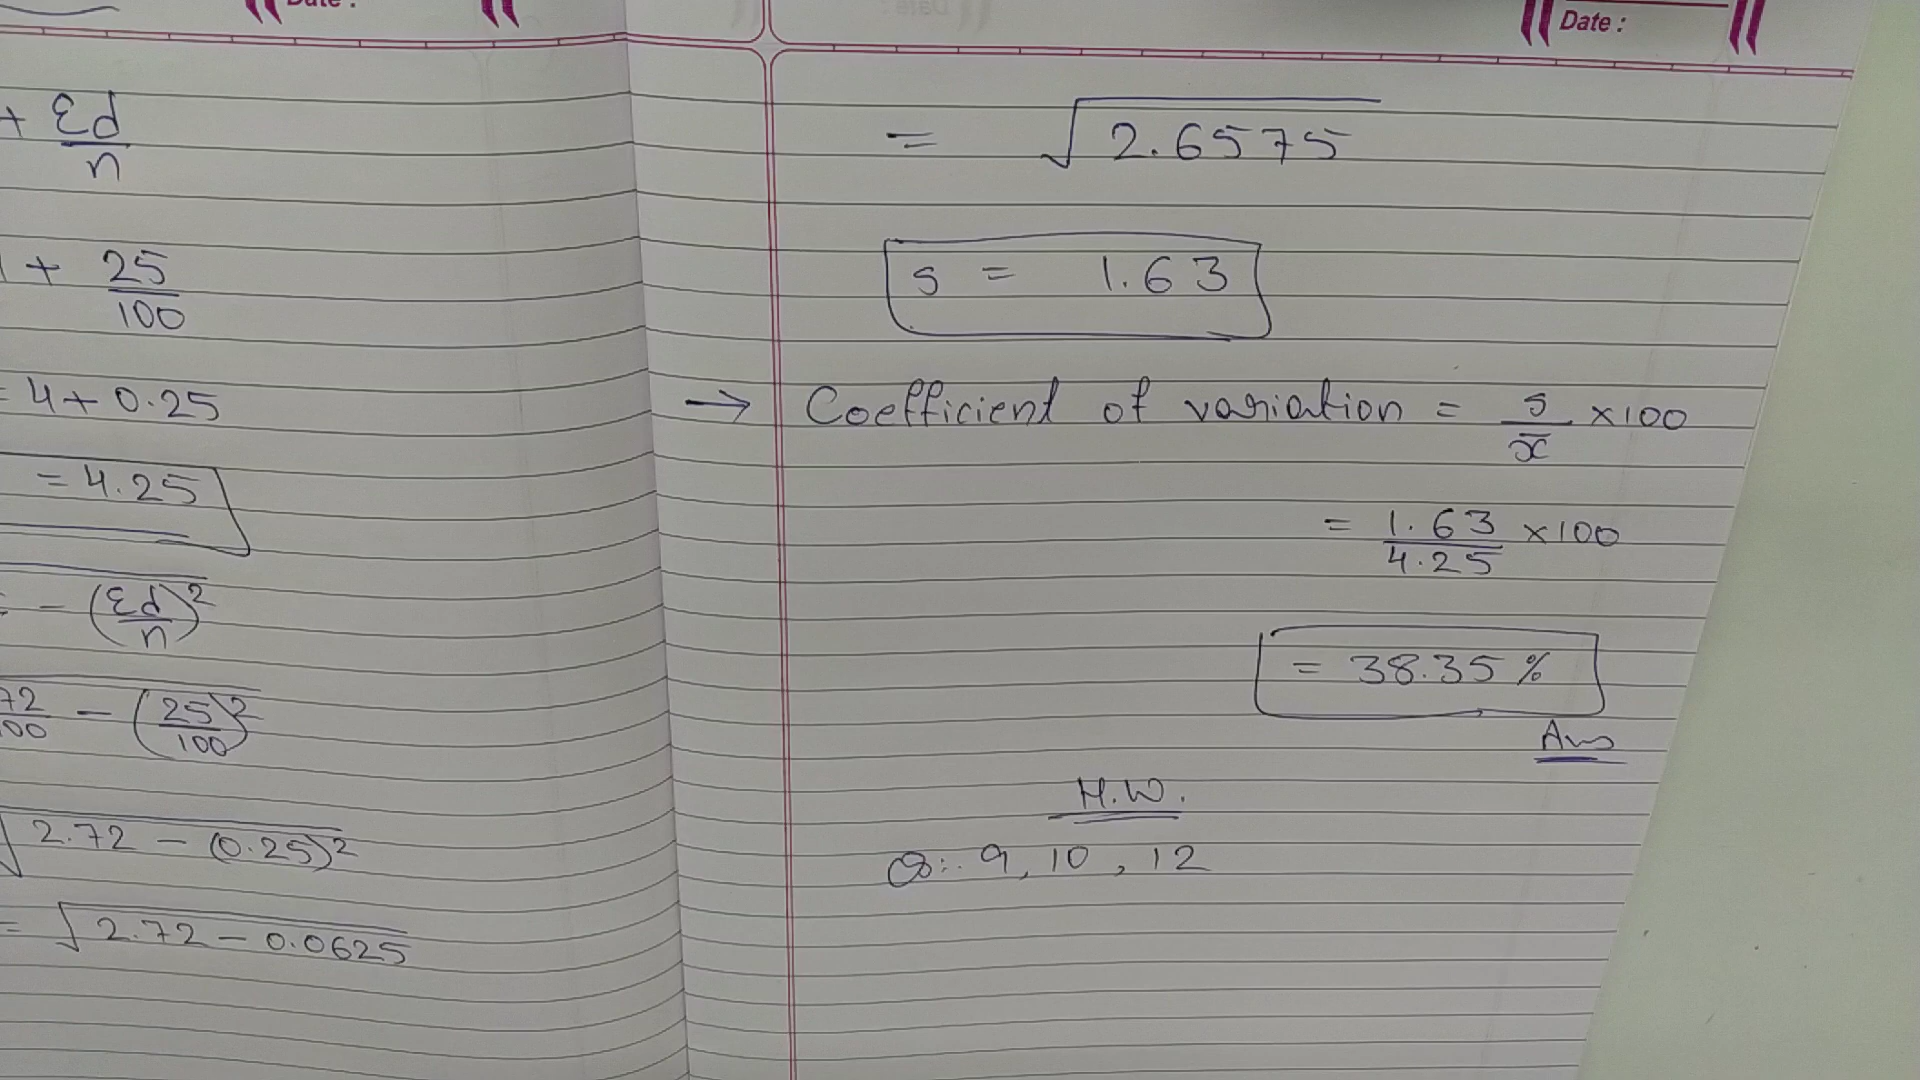 Date :
+ Σd/n
+ 25/100
= 4 + 0.25
= 4.25
- (Σd/n)²
72/100 - (25/100)²
√2.72 - (0.25)²
= √2.72 - 0.0625
Date :
= √2.6575
s = 1.63
→ Coefficient of variation = s/x̄ ×100
= 1.63/4.25 ×100
= 38.35 %
Ans
H.W.
Q:. 9, 10, 12